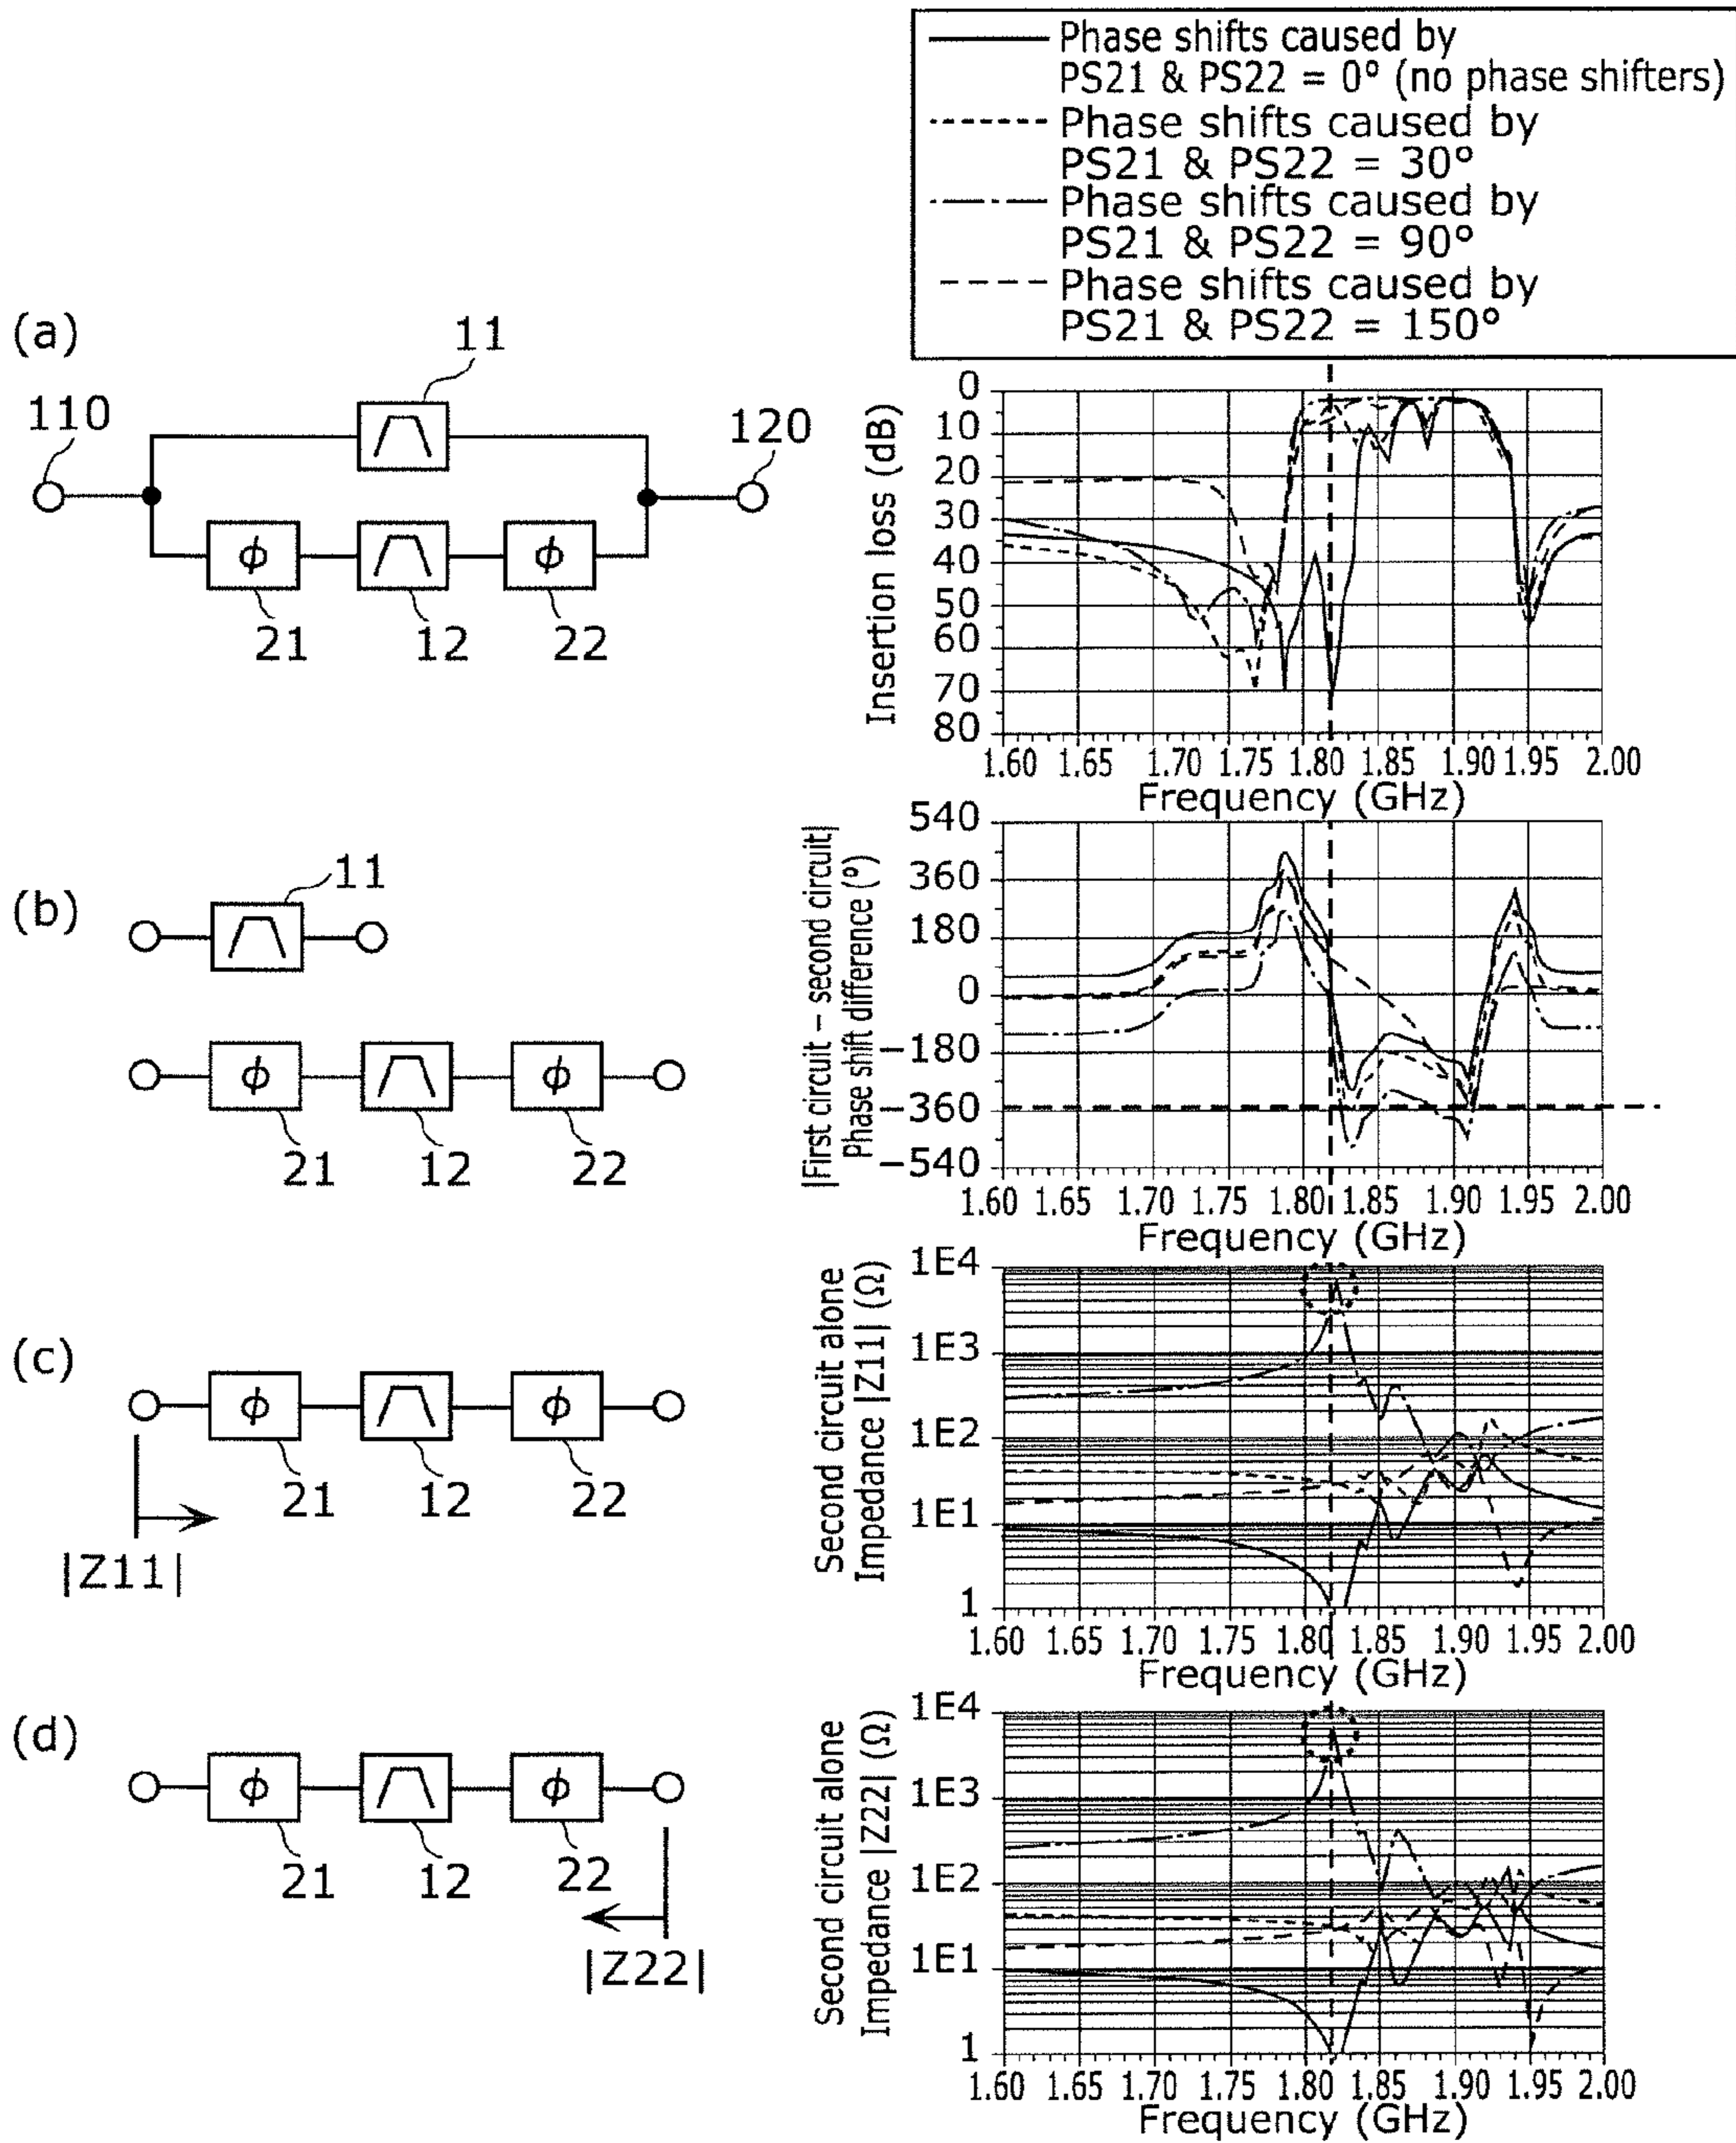 Phase shifts caused by
PS21 & PS22 = 0° (no phase shifters)
Phase shifts caused by
PS21 & PS22 = 30°
Phase shifts caused by
PS21 & PS22 = 90°
Phase shifts caused by
PS21 & PS22 = 150°
(a)
11
110
120
ϕ
ϕ
21
12
22
Insertion loss (dB)
0
10
20
30
40
50
60
70
80
1.60 1.65 1.70 1.75 1.80 1.85 1.90 1.95 2.00
Frequency (GHz)
(b)
11
ϕ
ϕ
21
12
22
|First circuit – second circuit|
Phase shift difference (°)
540
360
180
0
−180
−360
−540
1.60 1.65 1.70 1.75 1.80 1.85 1.90 1.95 2.00
Frequency (GHz)
(c)
ϕ
ϕ
21
12
22
|Z11|
Second circuit alone
Impedance |Z11| (Ω)
1E4
1E3
1E2
1E1
1
1.60 1.65 1.70 1.75 1.80 1.85 1.90 1.95 2.00
Frequency (GHz)
(d)
ϕ
ϕ
21
12
22
|Z22|
Second circuit alone
Impedance |Z22| (Ω)
1E4
1E3
1E2
1E1
1
1.60 1.65 1.70 1.75 1.80 1.85 1.90 1.95 2.00
Frequency (GHz)